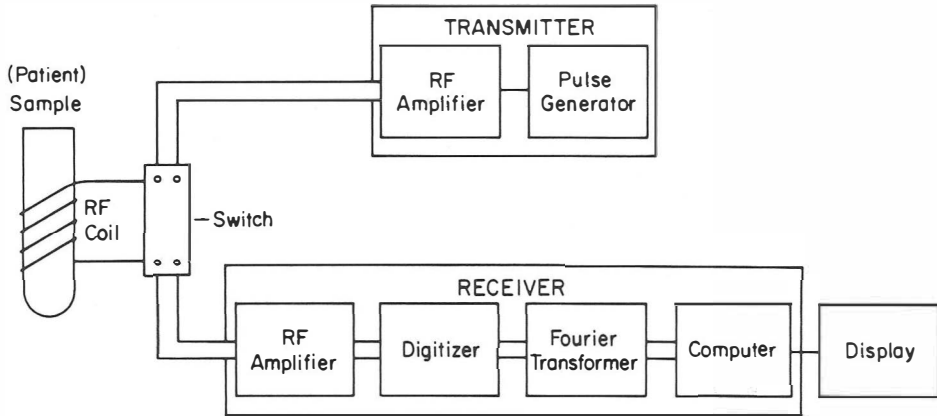 TRANSMITTER
RF
Amplifier
Pulse
Generator
(Patient)
Sample
RF
Coil
Switch
RECEIVER
RF
Amplifier
Digitizer
Fourier
Transformer
Computer
Display